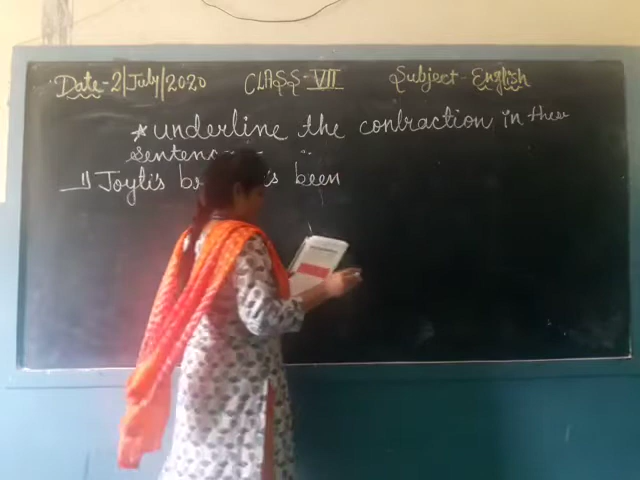 Date-2/July/2020 CLASS-VII Subject-English
* underline the contraction in these
1) Joyti's 's been